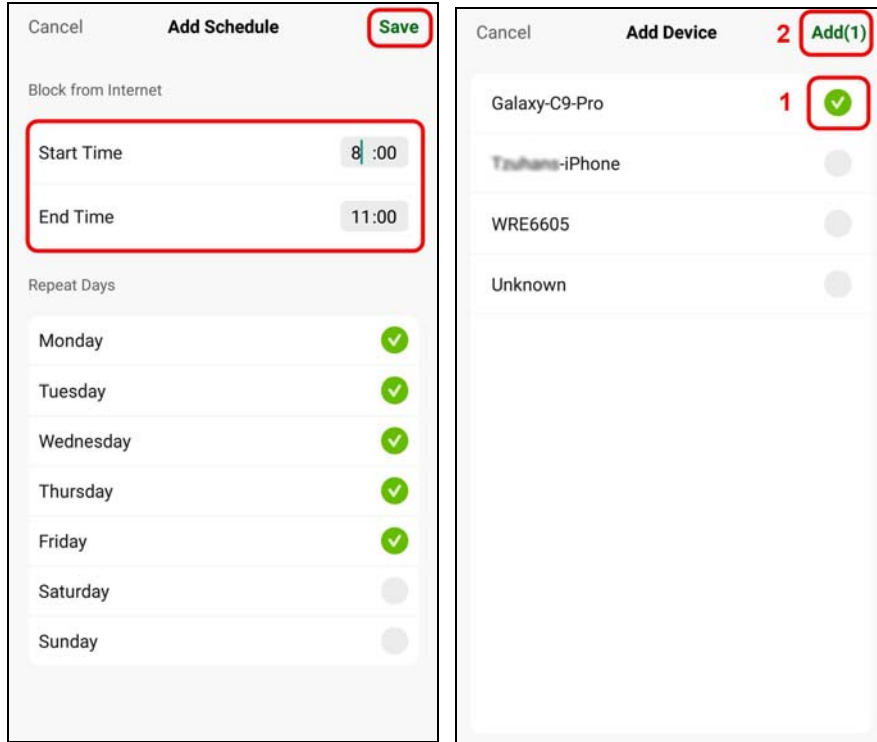 Cancel Add Schedule Save
Block from Internet
Start Time 8 :00
End Time 11:00
Repeat Days
Monday
Tuesday
Wednesday
Thursday
Friday
Saturday
Sunday
Cancel Add Device 2 Add(1)
Galaxy-C9-Pro 1
-iPhone
WRE6605
Unknown